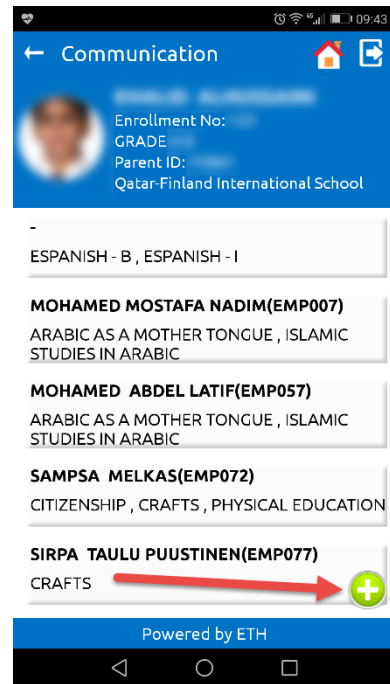 09:43
Communication
Enrollment No:
GRADE
Parent ID:
Qatar-Finland International School
-
ESPANISH - B , ESPANISH - I
MOHAMED MOSTAFA NADIM(EMP007)
ARABIC AS A MOTHER TONGUE , ISLAMIC
STUDIES IN ARABIC
MOHAMED ABDEL LATIF(EMP057)
ARABIC AS A MOTHER TONGUE , ISLAMIC
STUDIES IN ARABIC
SAMPSA MELKAS(EMP072)
CITIZENSHIP , CRAFTS , PHYSICAL EDUCATION
SIRPA TAULU PUUSTINEN(EMP077)
CRAFTS
Powered by ETH